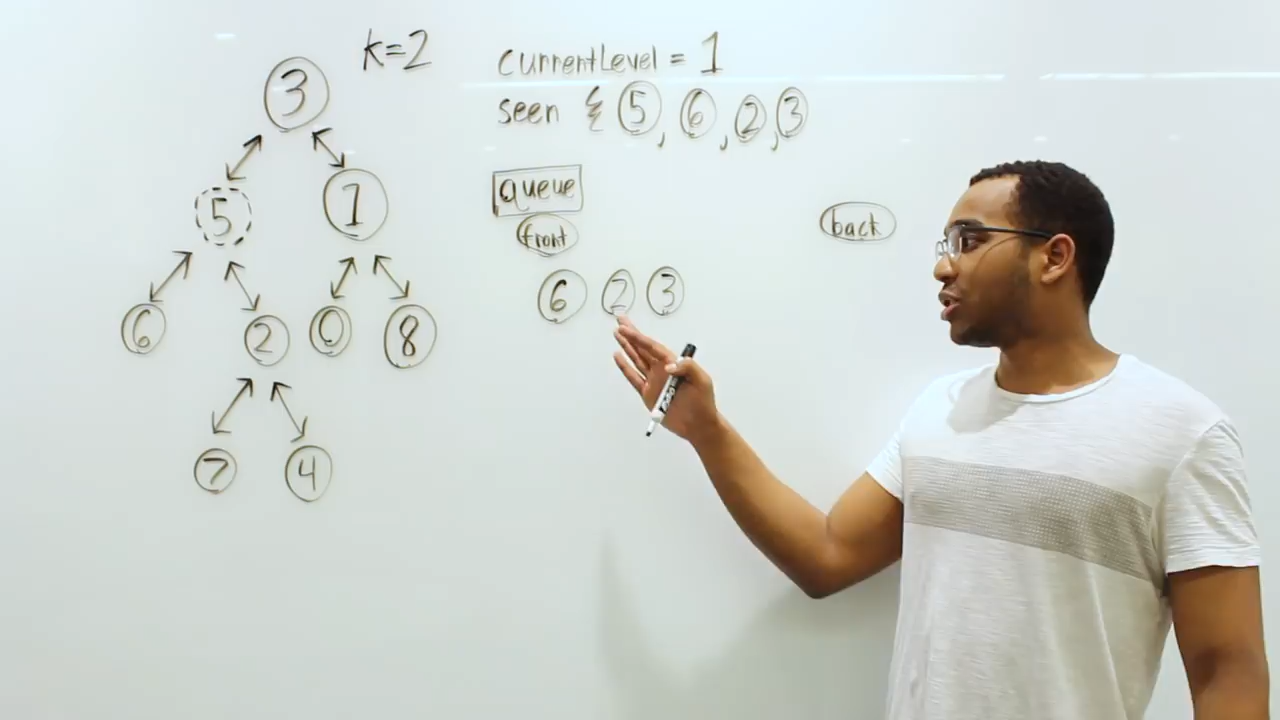 3
k=2
currentLevel = 1
seen { 5, 6, 2, 3
5 1
queue
front
back
6 2 3
6 2 0 8
7 4